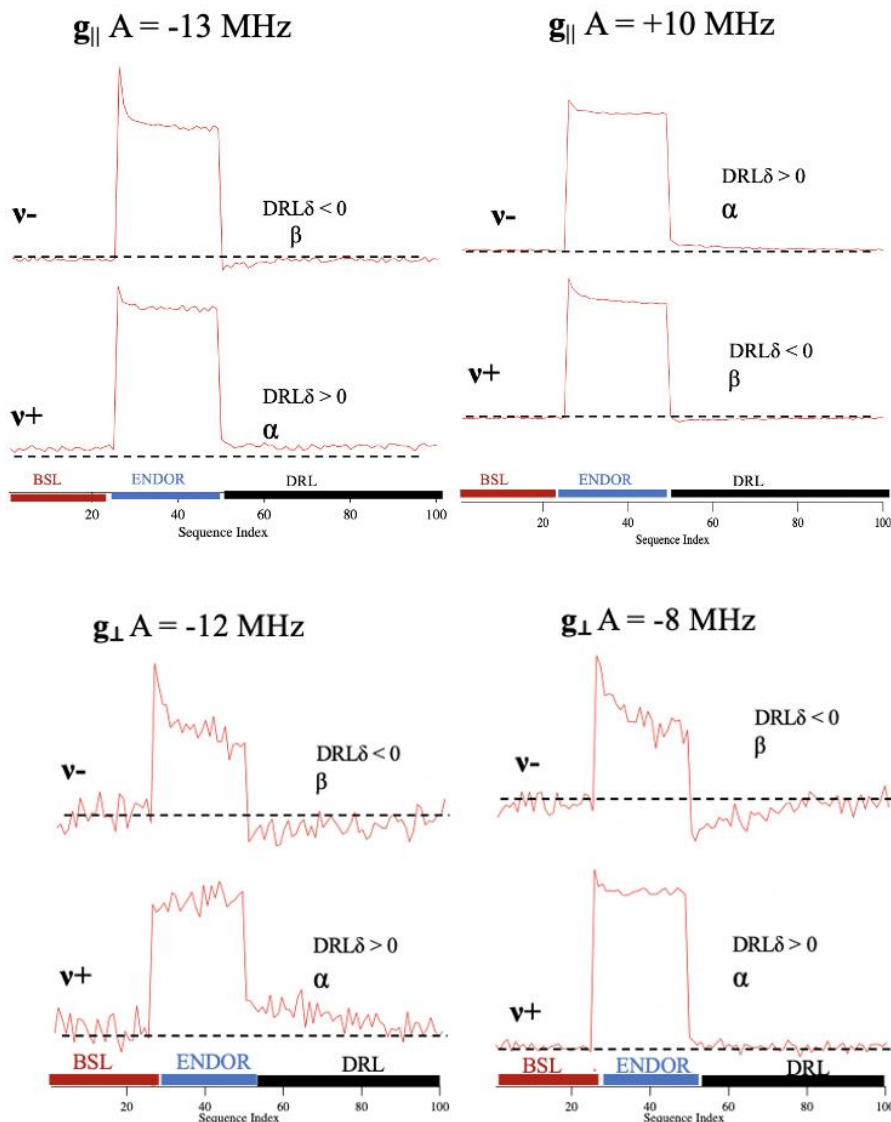 g|| A = -13 MHz
ν-
DRLδ < 0
β
ν+
DRLδ > 0
α
BSL ENDOR DRL
20 40 60 80 100
Sequence Index
g|| A = +10 MHz
ν-
DRLδ > 0
α
ν+
DRLδ < 0
β
BSL ENDOR DRL
0 20 40 60 80 100
Sequence Index
g⊥ A = -12 MHz
ν-
DRLδ < 0
β
ν+
DRLδ > 0
α
BSL ENDOR DRL
20 40 60 80 100
Sequence Index
g⊥ A = -8 MHz
ν-
DRLδ < 0
β
ν+
DRLδ > 0
α
BSL ENDOR DRL
20 40 60 80 100
Sequence Index